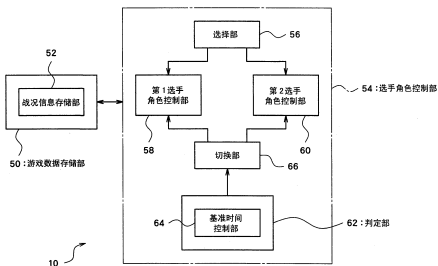 选择部
56
52
第1选手
角色控制部
第2选手
角色控制部
54:选手角色控制部
战况信息存储部
58
60
50:游戏数据存储部
切换部
66
64
基准时间
控制部
62:判定部
10